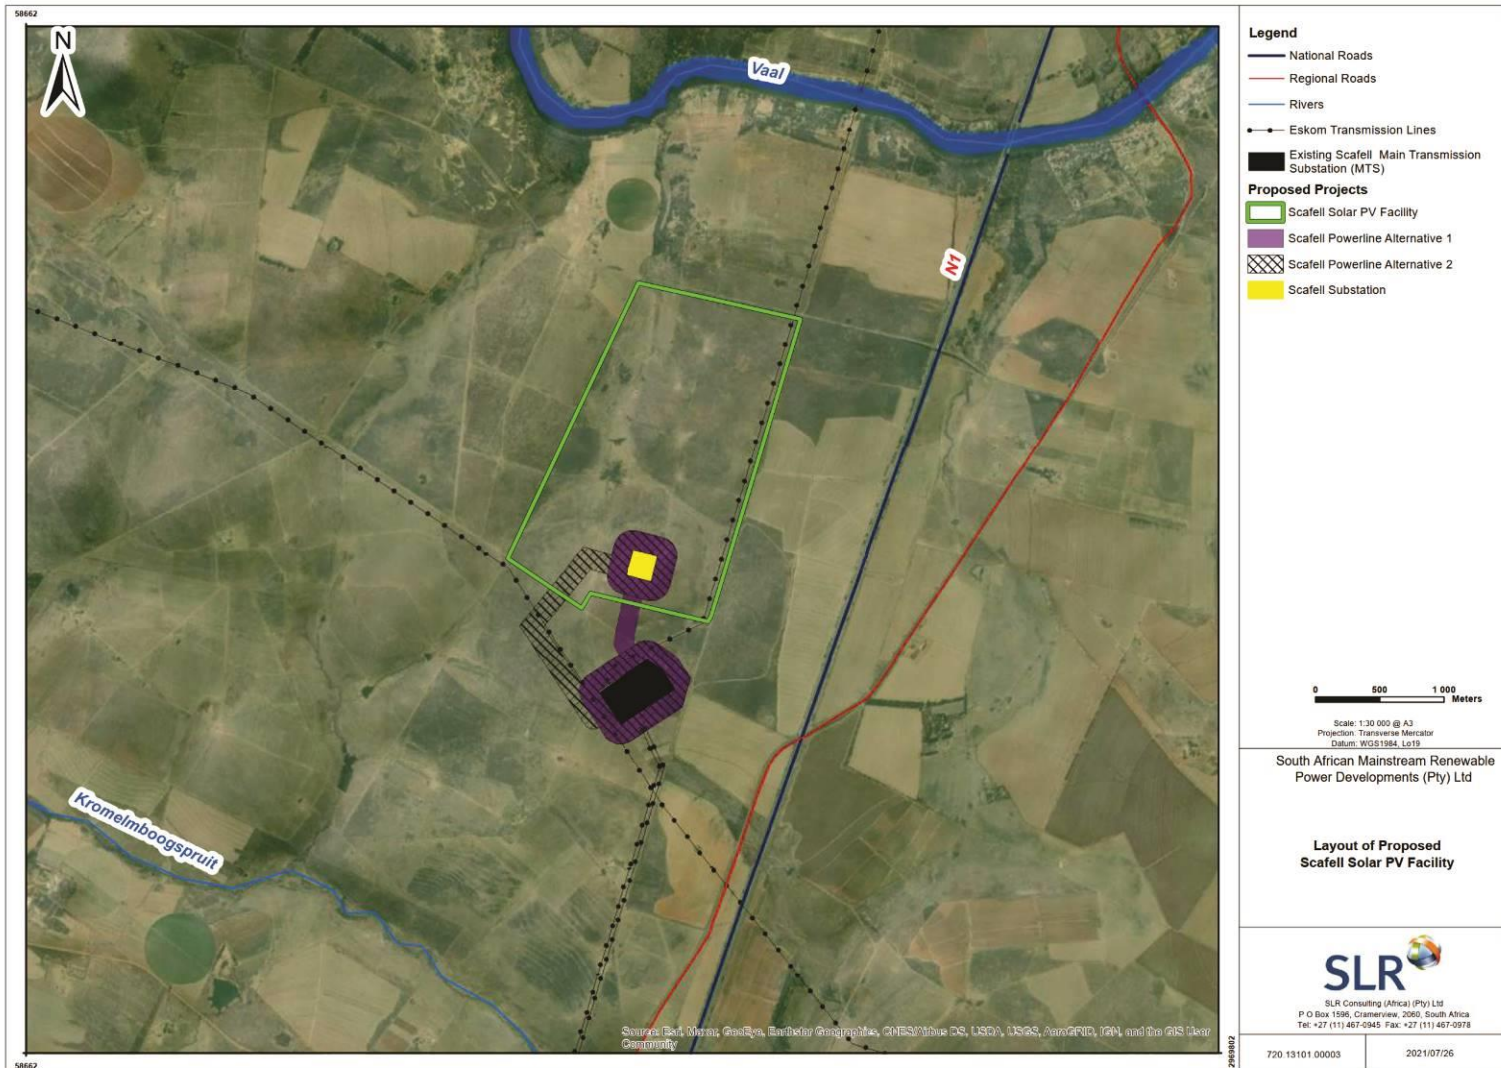 58662
N
Vaal
N1
Kromelmboogspruit
Source: Esri, Maxar, GeoEye, Earthstar Geographics, CNES/Airbus DS, USDA, USGS, AeroGRID, IGN, and the GIS User
Community
58662
2969802
Legend
National Roads
Regional Roads
Rivers
Eskom Transmission Lines
Existing Scafell Main Transmission
Substation (MTS)
Proposed Projects
Scafell Solar PV Facility
Scafell Powerline Alternative 1
Scafell Powerline Alternative 2
Scafell Substation
0 500 1 000
Meters
Scale: 1:30 000 @ A3
Projection: Transverse Mercator
Datum: WGS1984, Lo19
South African Mainstream Renewable
Power Developments (Pty) Ltd
Layout of Proposed
Scafell Solar PV Facility
SLR
SLR Consulting (Africa) (Pty) Ltd
P O Box 1596, Cramerview, 2060, South Africa
Tel: +27 (11) 467-0945 Fax: +27 (11) 467-0978
720.13101.00003
2021/07/26